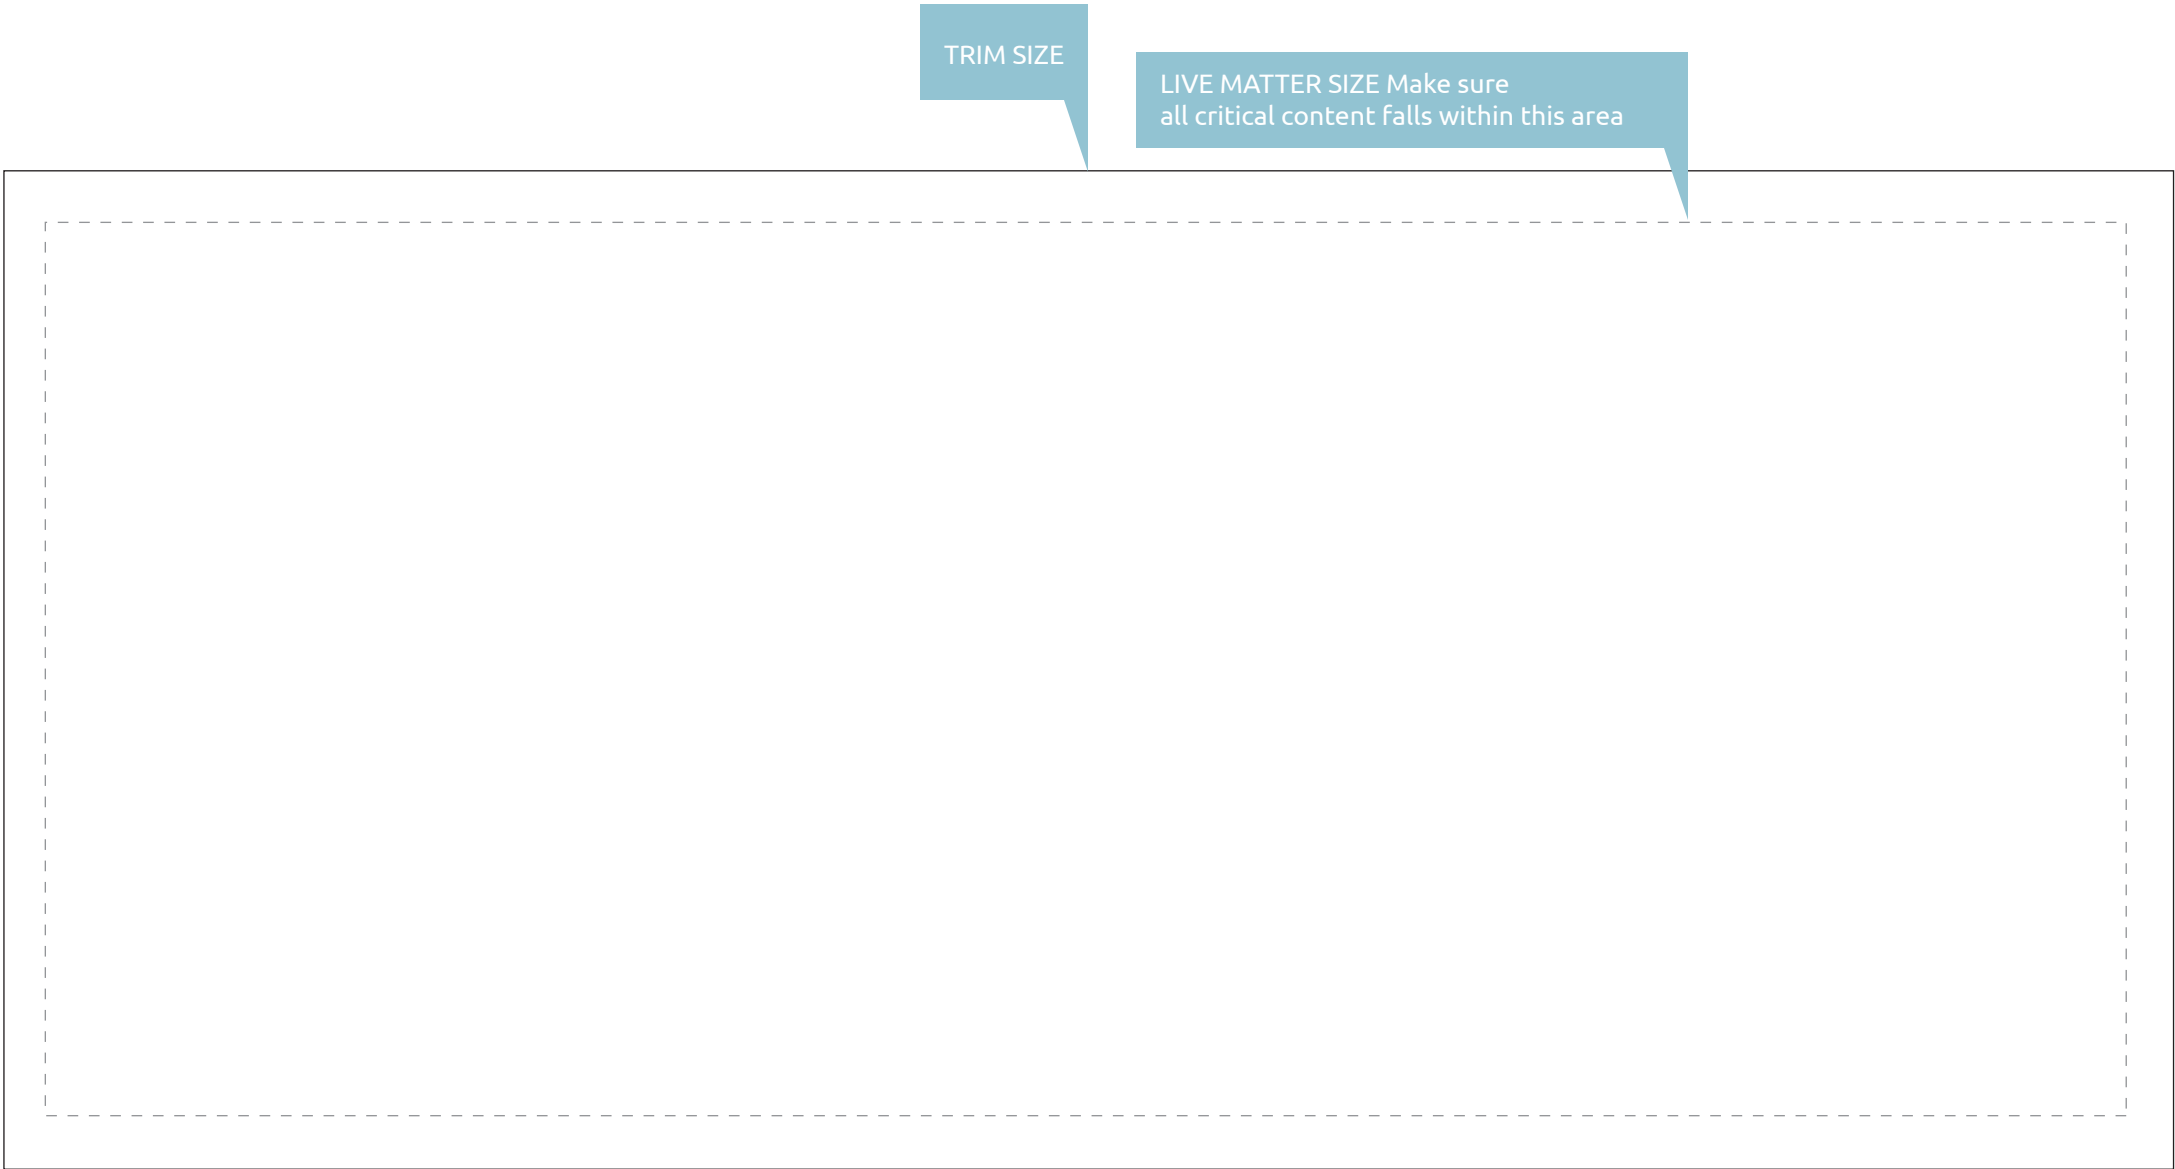 TRIM SIZE
LIVE MATTER SIZE Make sure
all critical content falls within this area